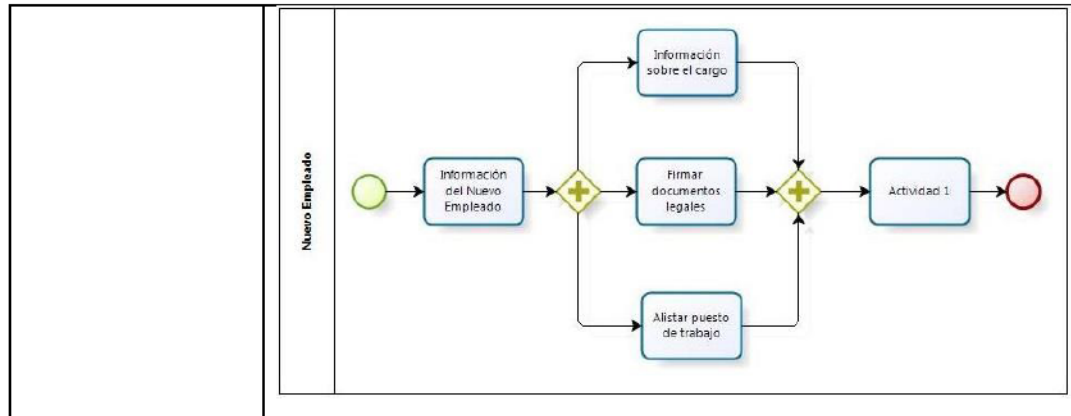 Nuevo Empleado
Información
sobre el cargo
Información
del Nuevo
Empleado
Firmar
documentos
legales
Actividad 1
Alistar puesto
de trabajo